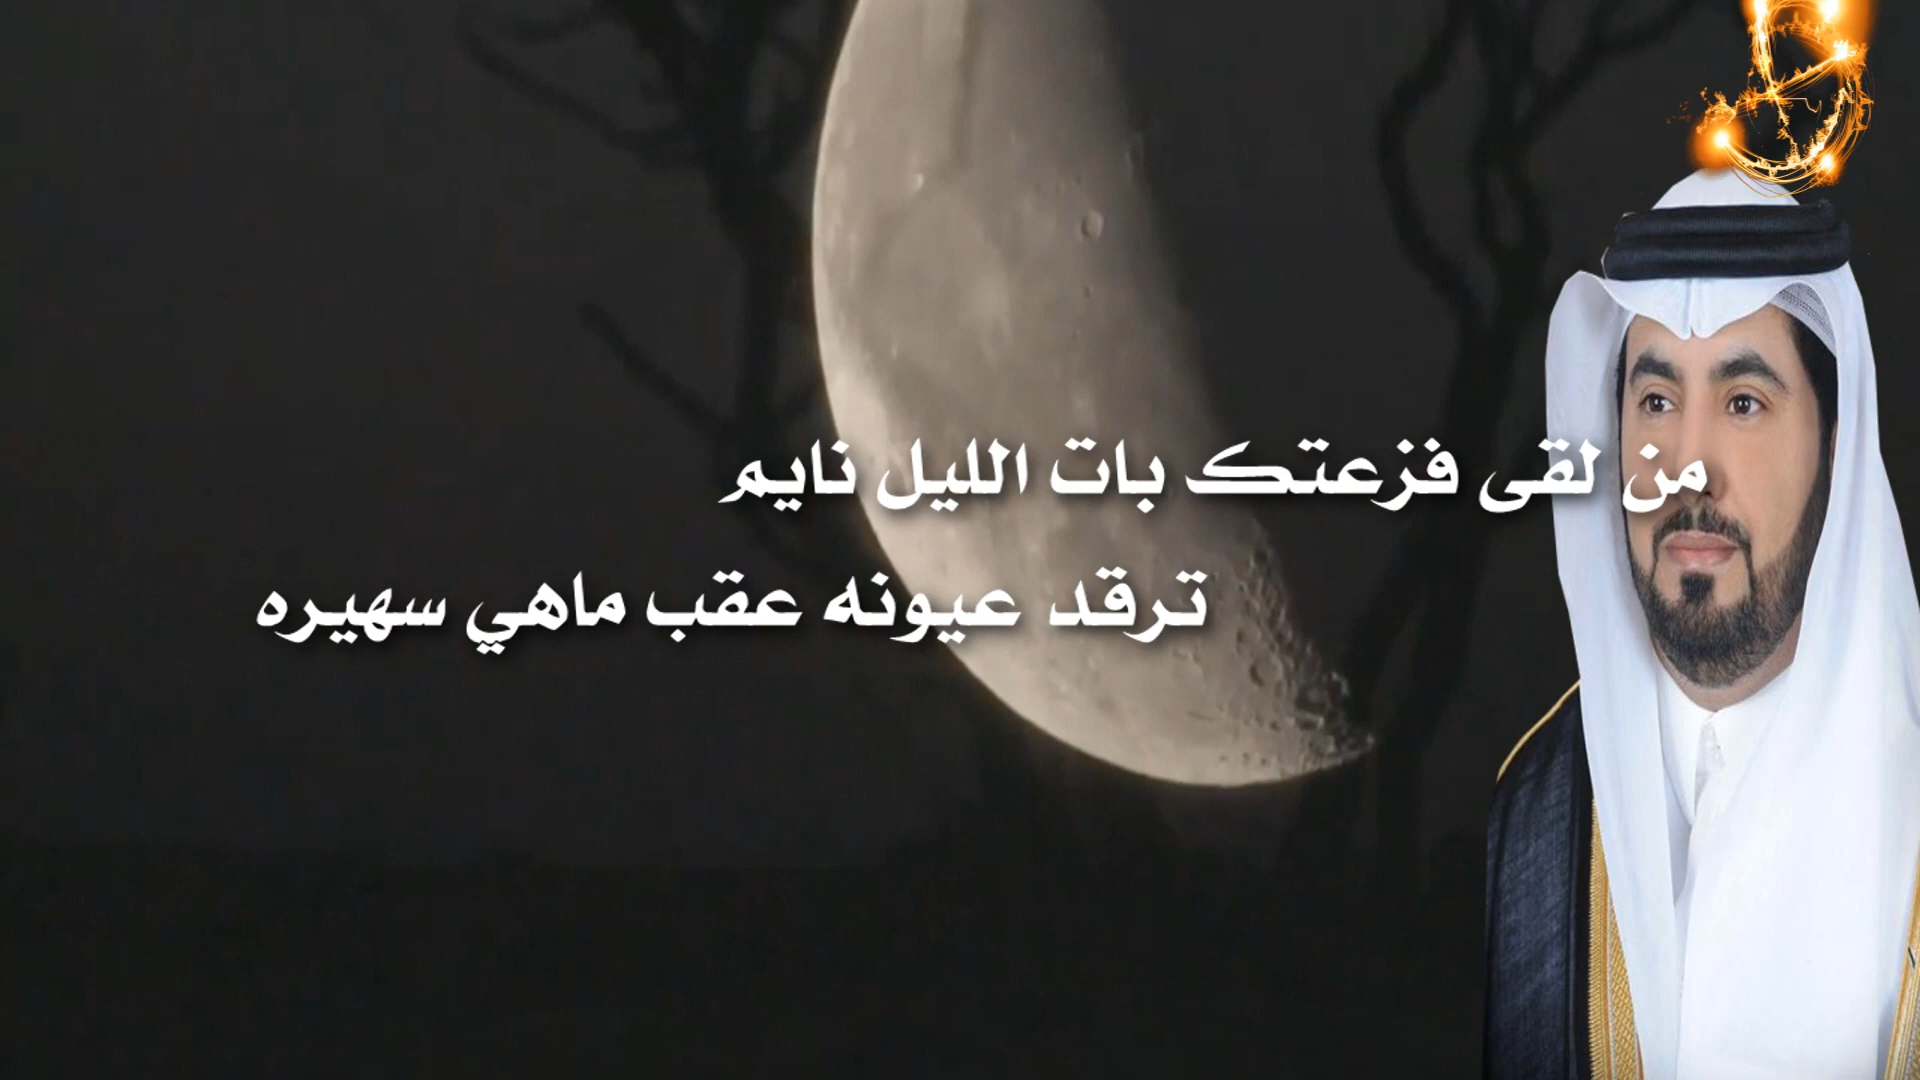 من لقى فزعتك بات الليل نايم
ترقد عيونه عقب ماهي سهيره